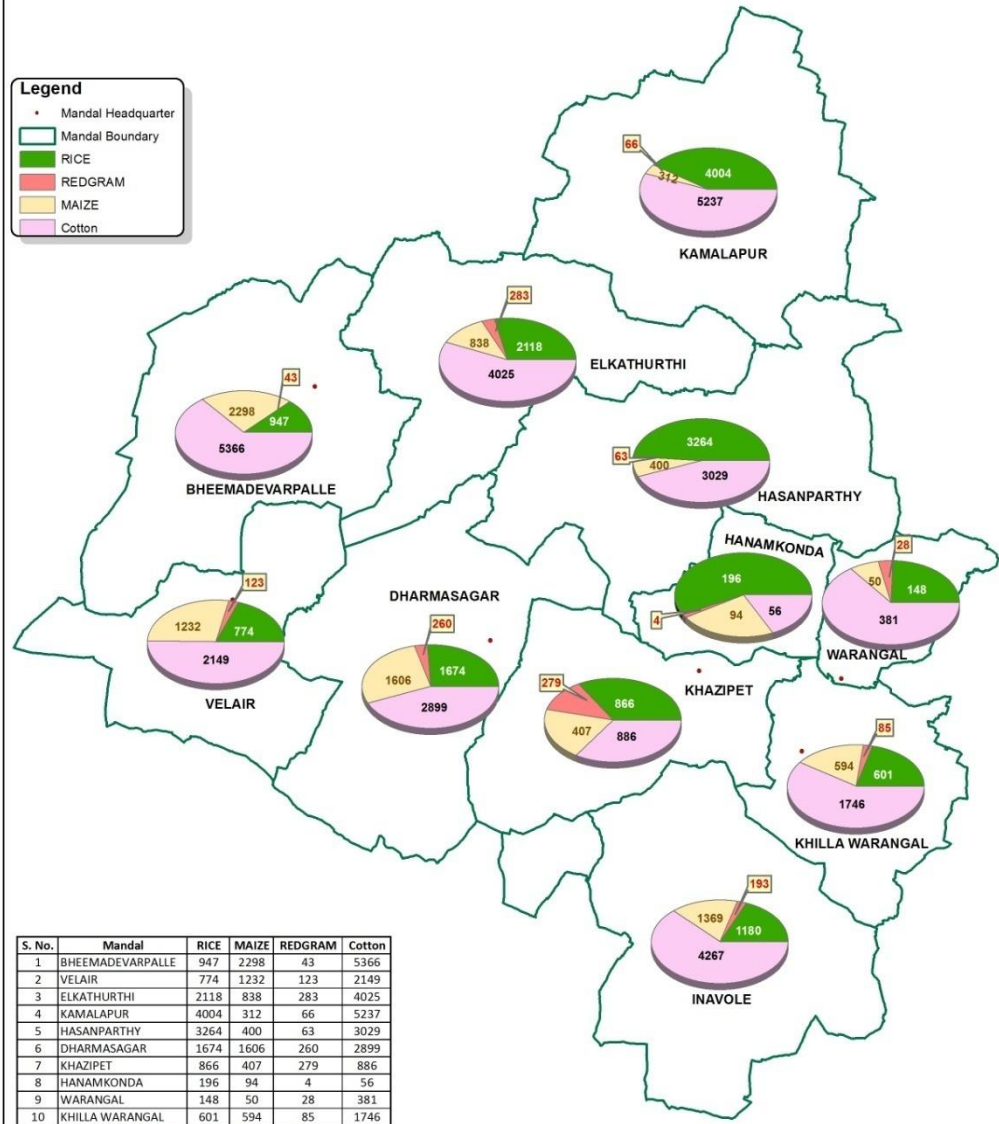 Legend
Mandal Headquarter
Mandal Boundary
RICE
REDGRAM
MAIZE
Cotton
66
4004
312
5237
KAMALAPUR
283
838
2118
4025
ELKATHURTHI
43
2298
947
5366
BHEEMADEVARPALLE
3264
63
400
3029
HASANPARTHY
HANAMKONDA
196
4
94
56
28
50
148
381
WARANGAL
123
1232
774
2149
VELAIR
DHARMASAGAR
260
1606
1674
2899
279
866
407
886
KHAZIPET
85
594
601
1746
KHILLA WARANGAL
193
1369
1180
4267
INAVOLE
S. No. Mandal RICE MAIZE REDGRAM Cotton
1 BHEEMADEVARPALLE 947 2298 43 5366
2 VELAIR 774 1232 123 2149
3 ELKATHURTHI 2118 838 283 4025
4 KAMALAPUR 4004 312 66 5237
5 HASANPARTHY 3264 400 63 3029
6 DHARMASAGAR 1674 1606 260 2899
7 KHAZIPET 866 407 279 886
8 HANAMKONDA 196 94 4 56
9 WARANGAL 148 50 28 381
10 KHILLA WARANGAL 601 594 85 1746